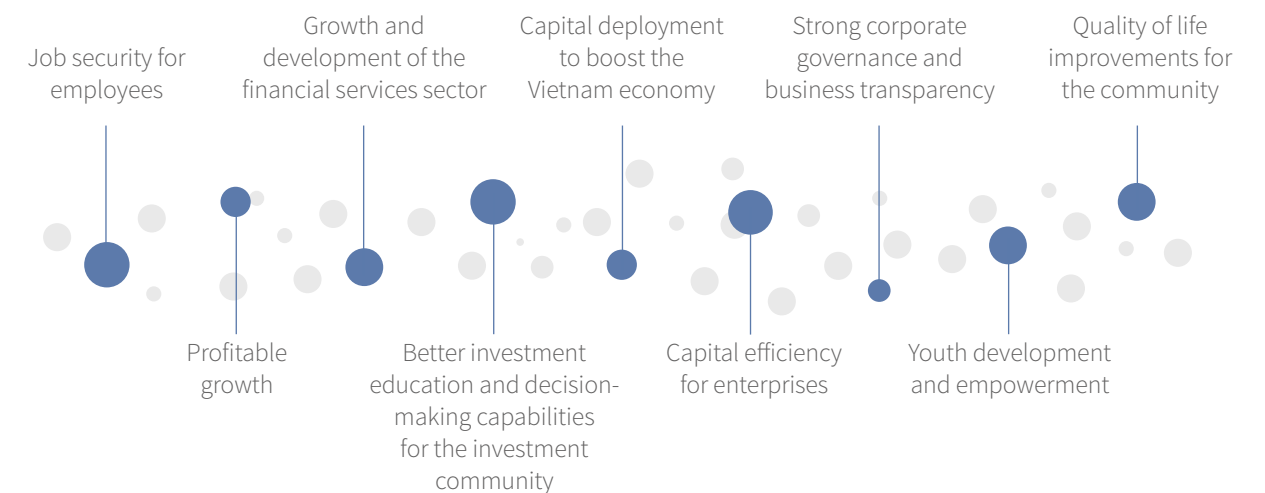 Job security for
employees
Growth and
development of the
financial services sector
Capital deployment
to boost the
Vietnam economy
Strong corporate
governance and
business transparency
Quality of life
improvements for
the community
Profitable
growth
Better investment
education and decision-
making capabilities
for the investment
community
Capital efficiency
for enterprises
Youth development
and empowerment